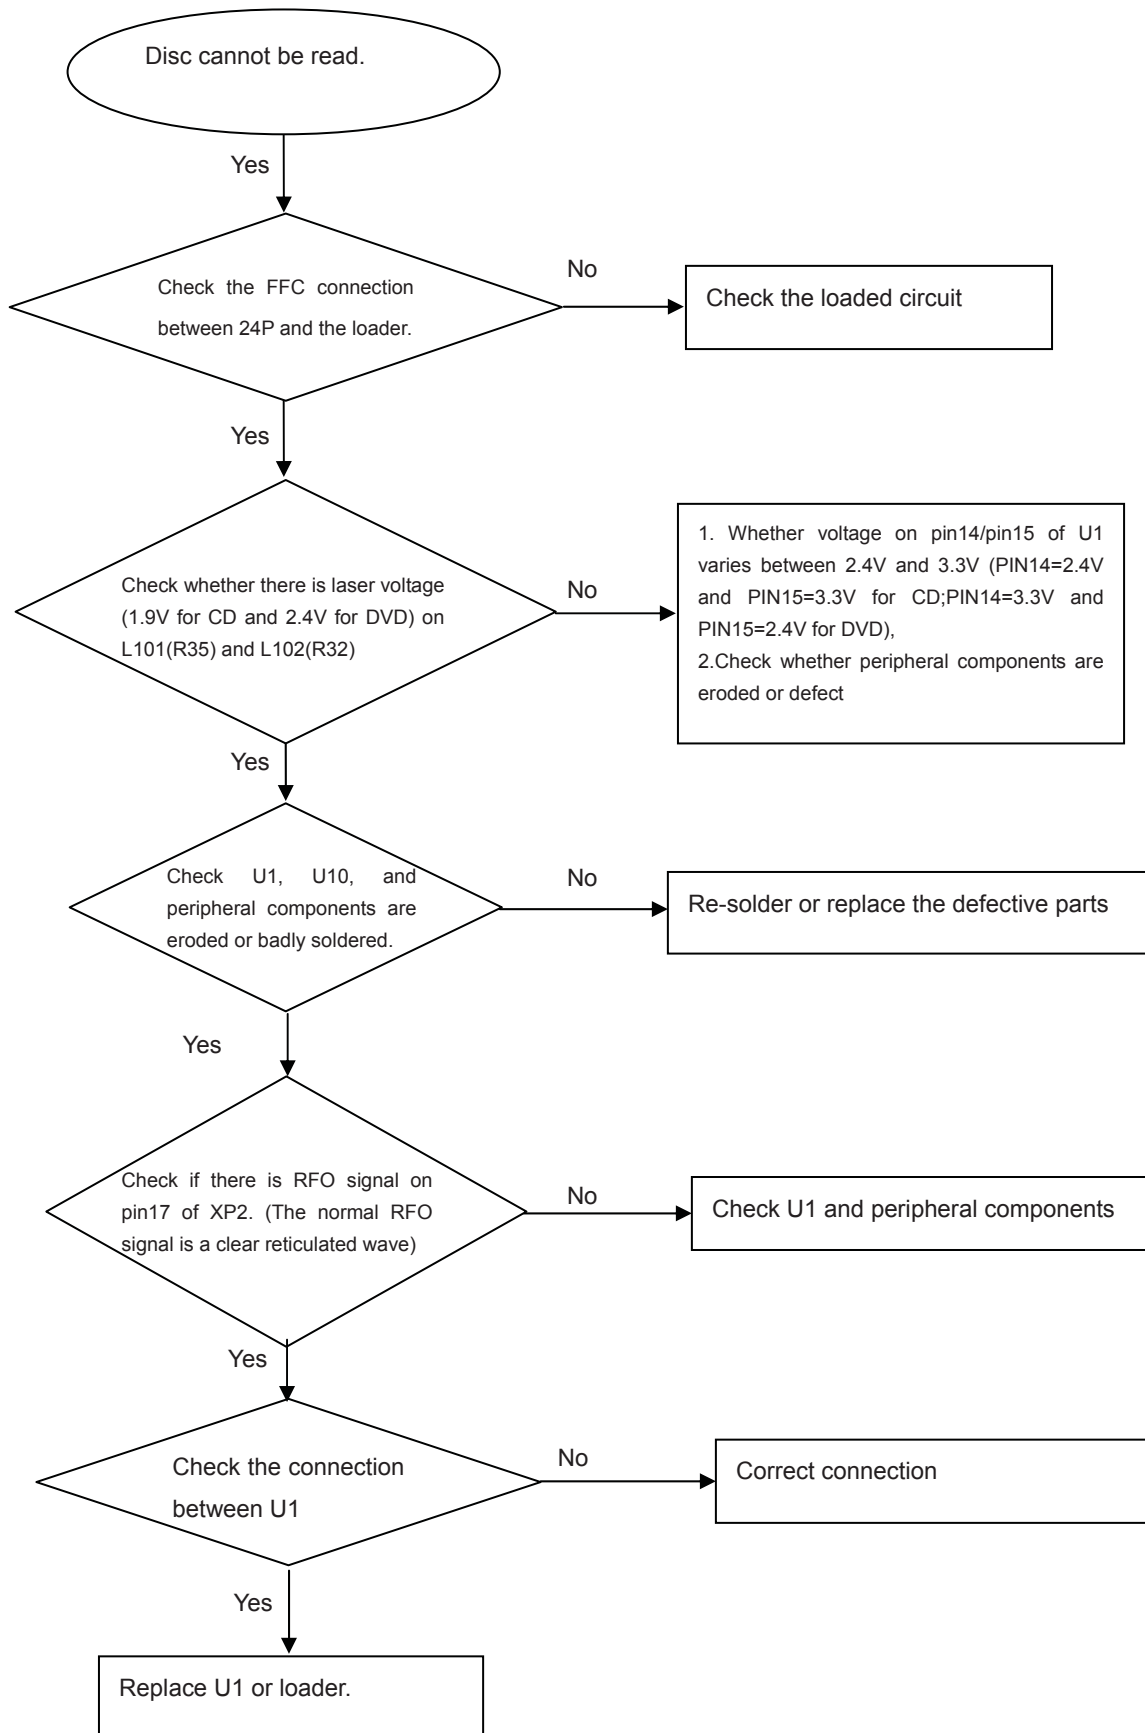 Disc cannot be read.
Yes
Check the FFC connection
between 24P and the loader.
No
Check the loaded circuit
Yes
Check whether there is laser voltage
(1.9V for CD and 2.4V for DVD) on
L101(R35) and L102(R32)
No
1. Whether voltage on pin14/pin15 of U1
varies between 2.4V and 3.3V (PIN14=2.4V
and PIN15=3.3V for CD;PIN14=3.3V and
PIN15=2.4V for DVD),
2.Check whether peripheral components are
eroded or defect
Yes
Check U1, U10, and
peripheral components are
eroded or badly soldered.
No
Re-solder or replace the defective parts
Yes
Check if there is RFO signal on
pin17 of XP2. (The normal RFO
signal is a clear reticulated wave)
No
Check U1 and peripheral components
Yes
Check the connection
between U1
No
Correct connection
Yes
Replace U1 or loader.